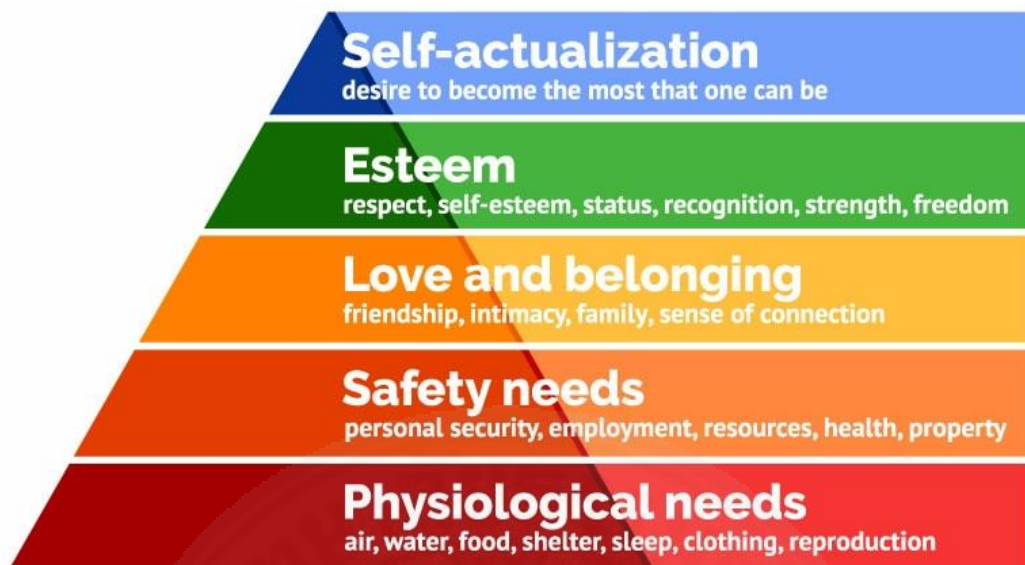 Self-actualization
desire to become the most that one can be
Esteem
respect, self-esteem, status, recognition, strength, freedom
Love and belonging
friendship, intimacy, family, sense of connection
Safety needs
personal security, employment, resources, health, property
Physiological needs
air, water, food, shelter, sleep, clothing, reproduction